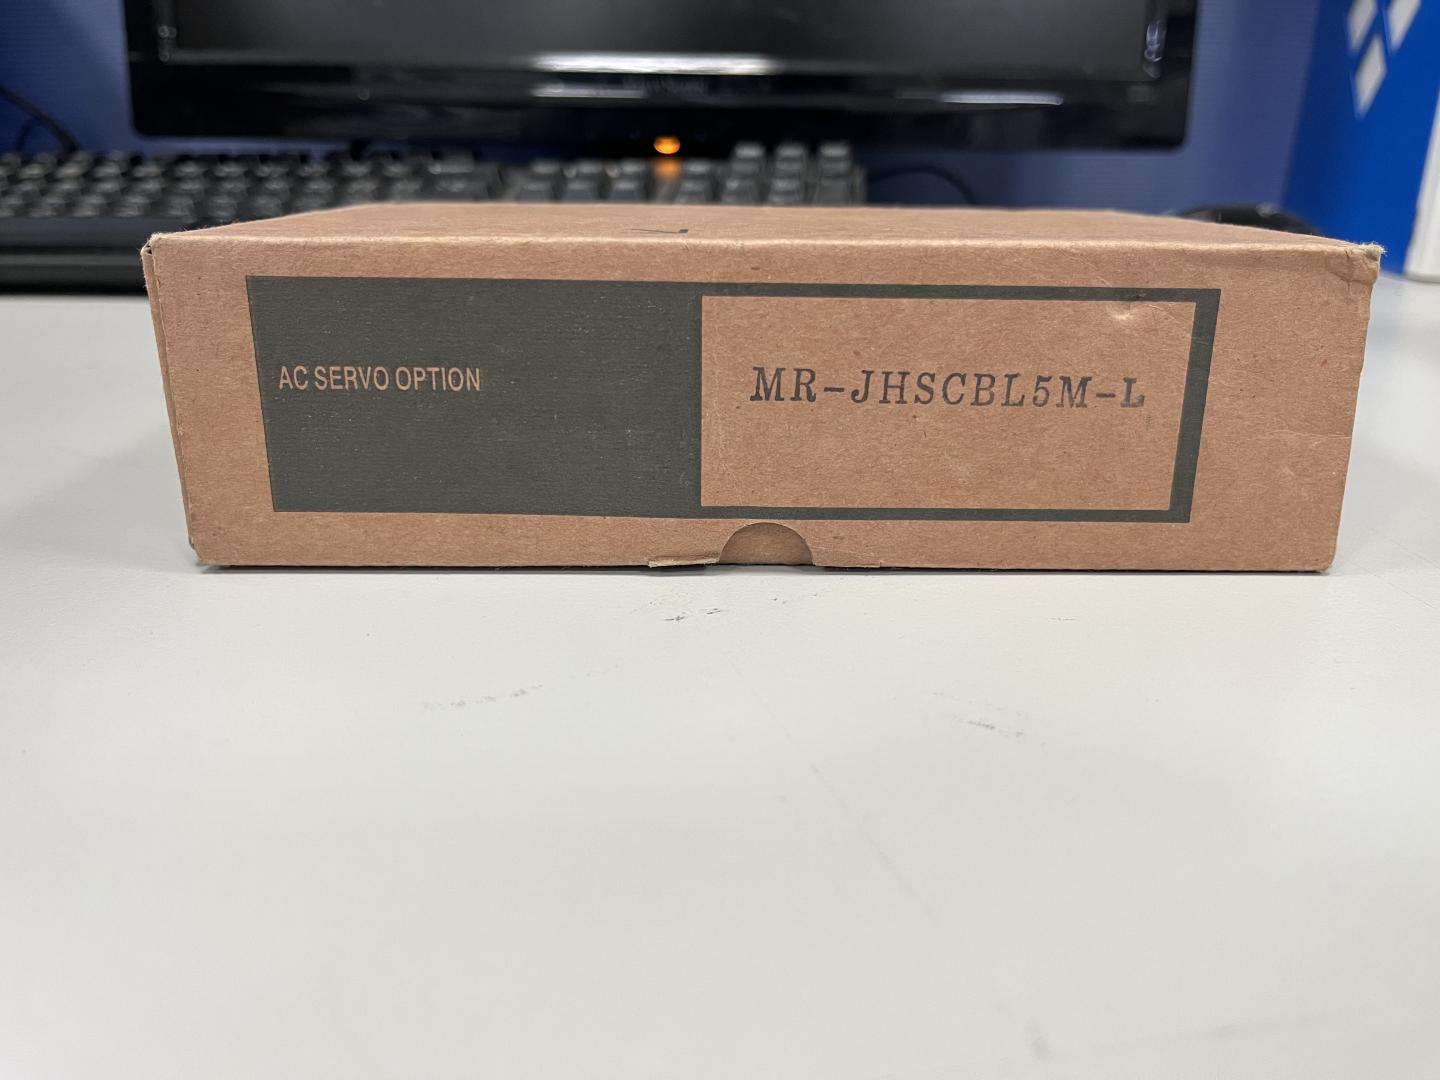 AC SERVO OPTION
MR-JHSCBL5M-L